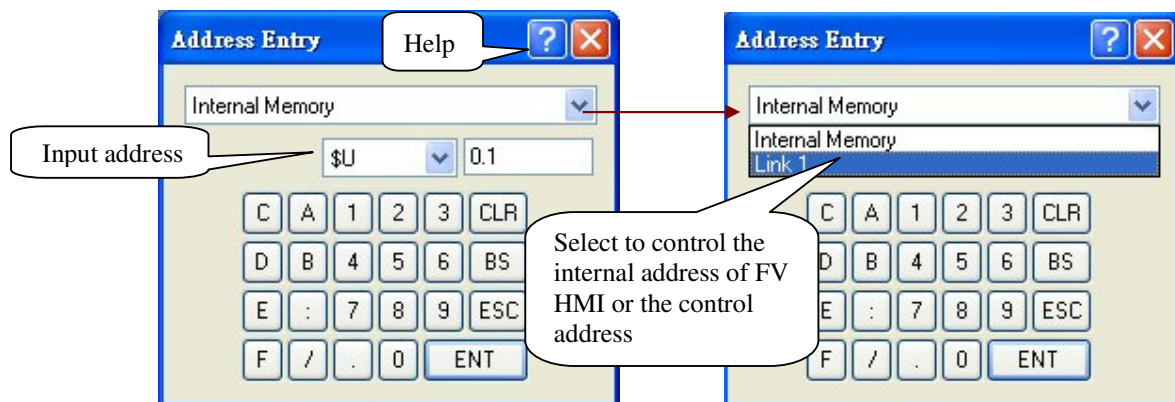 Address Entry
Help
?
Internal Memory
Input address
$U
0.1
C A 1 2 3 CLR
D B 4 5 6 BS
E : 7 8 9 ESC
F / . 0 ENT
Address Entry
?
Internal Memory
Internal Memory
Link 1
C A 1 2 3 CLR
D B 4 5 6 BS
E : 7 8 9 ESC
F / . 0 ENT
Select to control the
internal address of FV
HMI or the control
address